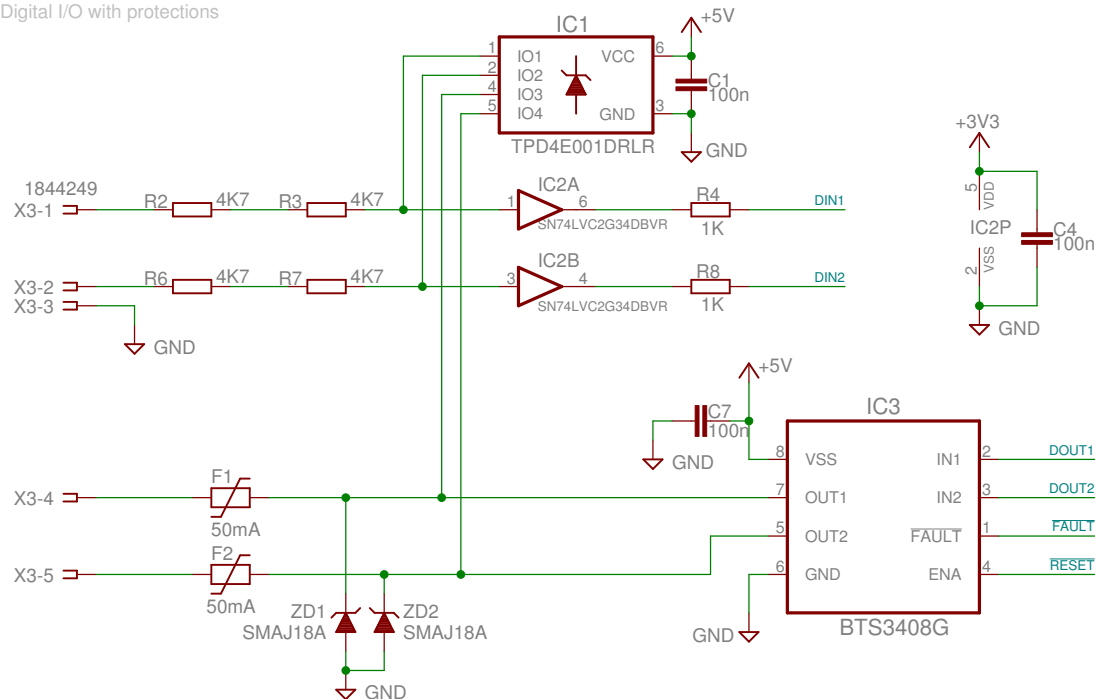 Digital I/O with protections
IC1
+5V
1 IO1 VCC 6
2 IO2
4 IO3
5 IO4 GND 3
C1
100n
TPD4E001DRLR
GND
+3V3
5 VDD
IC2P
2 VSS
C4
100n
GND
1844249
X3-1 R2 4K7 R3 4K7 1 IC2A 6 R4 DIN1
SN74LVC2G34DBVR 1K
X3-2 R6 4K7 R7 4K7 3 IC2B 4 R8 DIN2
SN74LVC2G34DBVR 1K
X3-3
GND
+5V
C7
100n
GND
IC3
8 VSS IN1 2 DOUT1
7 OUT1 IN2 3 DOUT2
5 OUT2 FAULT 1 FAULT
6 GND ENA 4 RESET
BTS3408G
GND
X3-4 F1
50mA
X3-5 F2
50mA
ZD1 ZD2
SMAJ18A SMAJ18A
GND